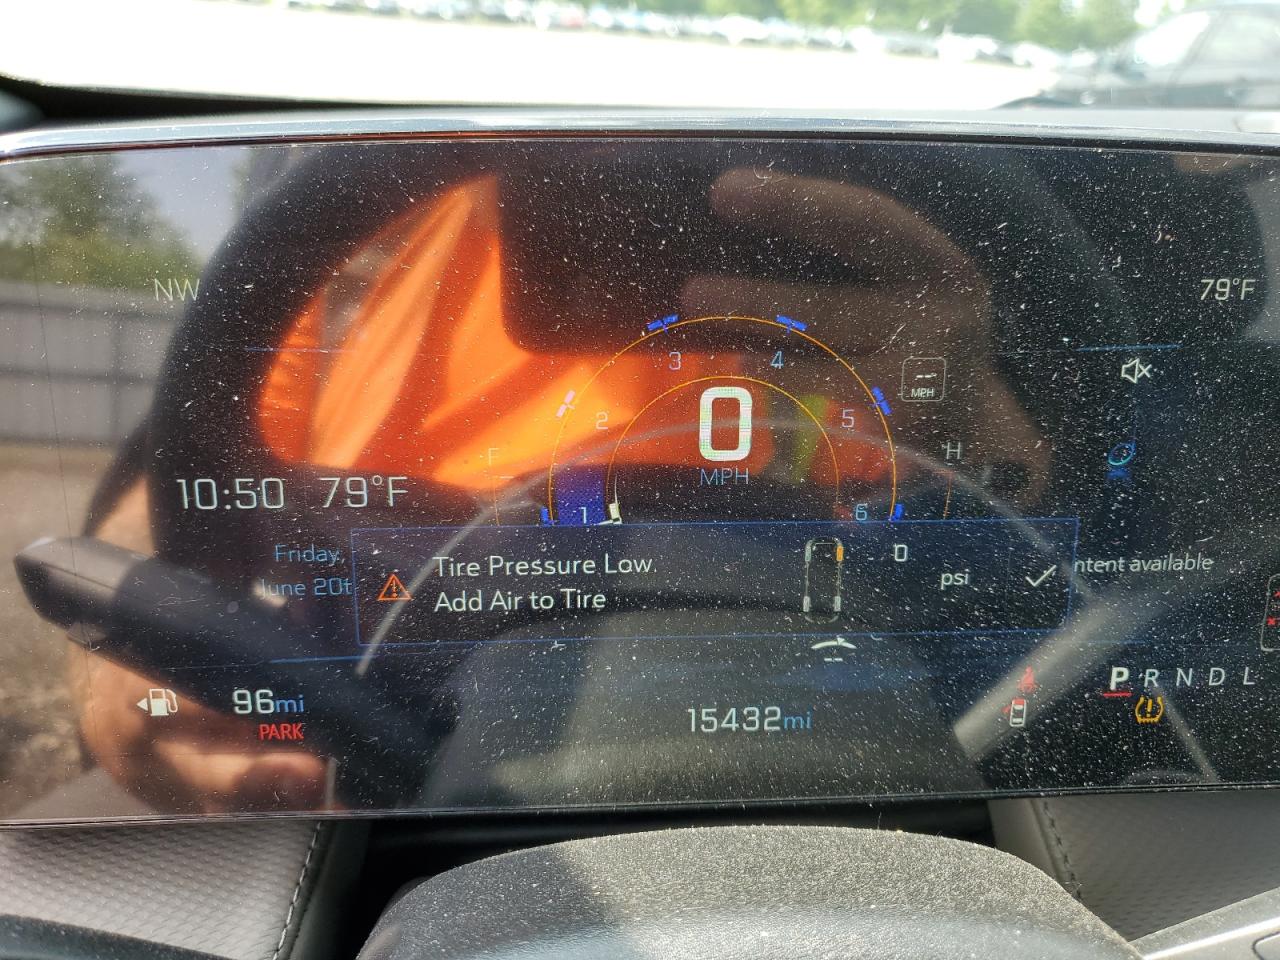 NW
79°F
3
4
2
5
-- MPH
0
MPH
F
H
10:50 79°F
1
6
Friday,
June 20t
Tire Pressure Low
Add Air to Tire
0
psi
ntent available
96mi
PARK
--
15432mi
P R N D L